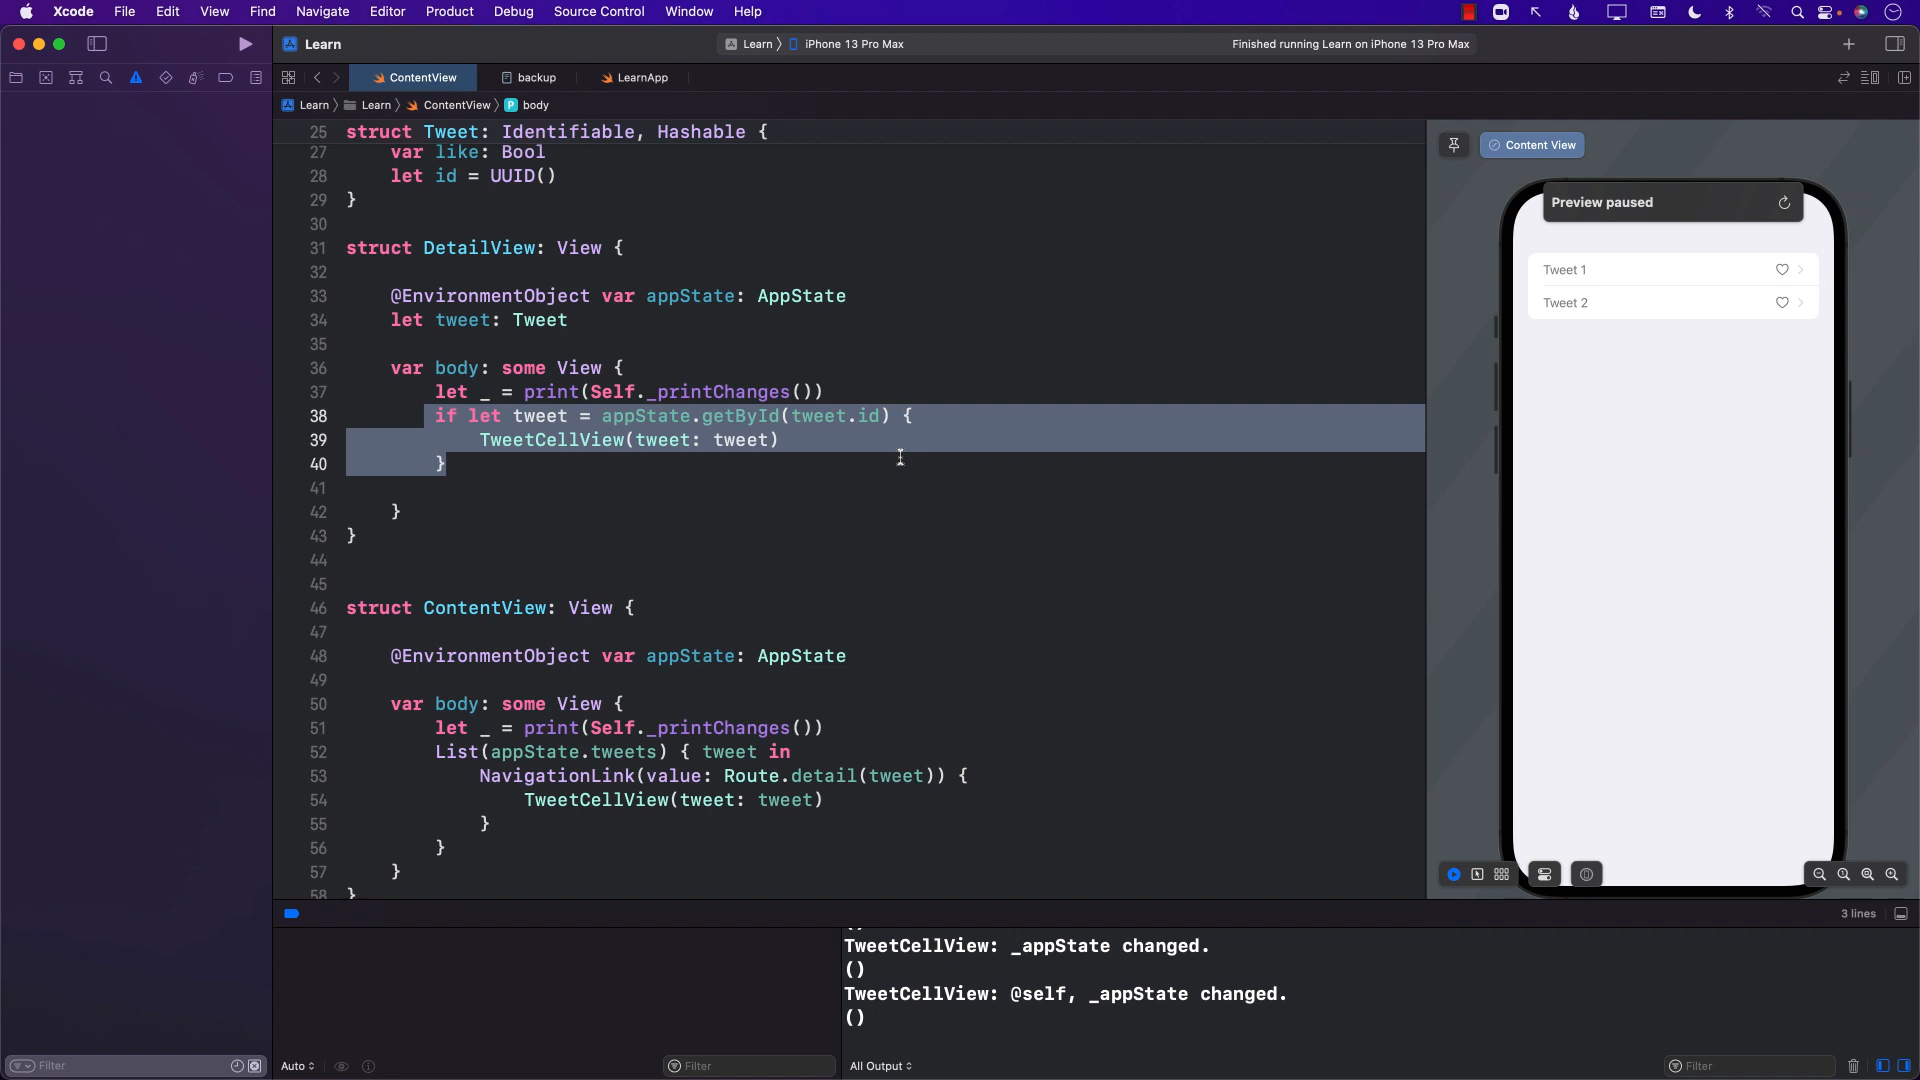 Xcode File Edit View Find Navigate Editor Product Debug Source Control Window Help
Learn
Learn 〉 iPhone 13 Pro Max
Finished running Learn on iPhone 13 Pro Max
ContentView backup LearnApp
Learn 〉 Learn 〉 ContentView 〉 P body
25 struct Tweet: Identifiable, Hashable {
27 var like: Bool
28 let id = UUID()
29 }
30
31 struct DetailView: View {
32
33 @EnvironmentObject var appState: AppState
34 let tweet: Tweet
35
36 var body: some View {
37 let _ = print(Self._printChanges())
38 if let tweet = appState.getById(tweet.id) {
39 TweetCellView(tweet: tweet)
40 }
41
42 }
43 }
44
45
46 struct ContentView: View {
47
48 @EnvironmentObject var appState: AppState
49
50 var body: some View {
51 let _ = print(Self._printChanges())
52 List(appState.tweets) { tweet in
53 NavigationLink(value: Route.detail(tweet)) {
54 TweetCellView(tweet: tweet)
55 }
56 }
57 }
58 }
Content View
Preview paused
Tweet 1
Tweet 2
3 lines
()
TweetCellView: _appState changed.
()
TweetCellView: @self, _appState changed.
()
Filter
Auto
Filter
All Output
Filter